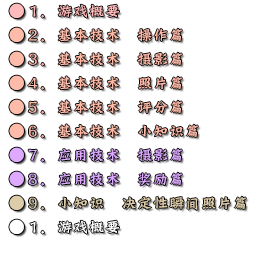 1．游戏概要
2．基本技术　操作篇
3．基本技术　摄影篇
4．基本技术　照片篇
5．基本技术　评分篇
6．基本技术　小知识篇
7．应用技术　摄影篇
8．应用技术　奖励篇
9．小知识　决定性瞬间照片篇
1．游戏概要